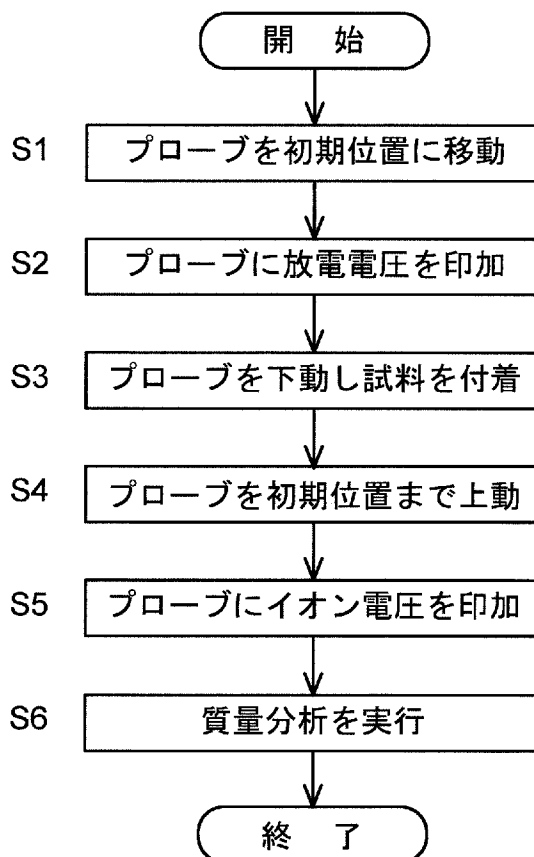 開 始
S1 プローブを初期位置に移動
S2 プローブに放電電圧を印加
S3 プローブを下動し試料を付着
S4 プローブを初期位置まで上動
S5 プローブにイオン電圧を印加
S6 質量分析を実行
終 了